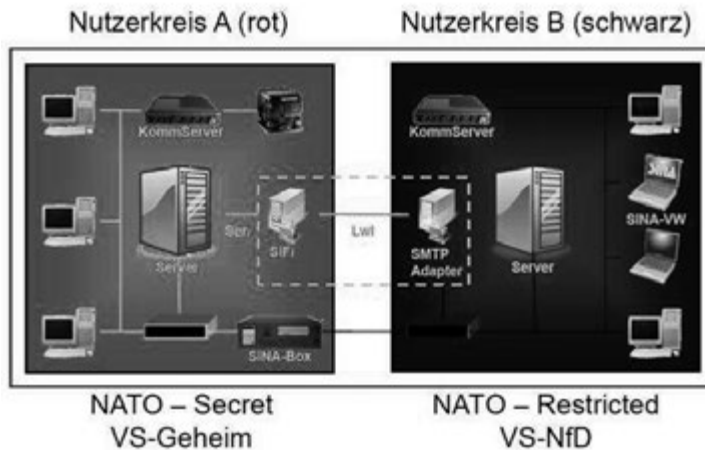 Nutzerkreis A (rot)
Nutzerkreis B (schwarz)
KommServer
KommServer
SINA
SINA-VW
Server
SiFi
Lwl
SMTP
Adapter
Server
SINA-Box
NATO – Secret
VS-Geheim
NATO – Restricted
VS-NfD